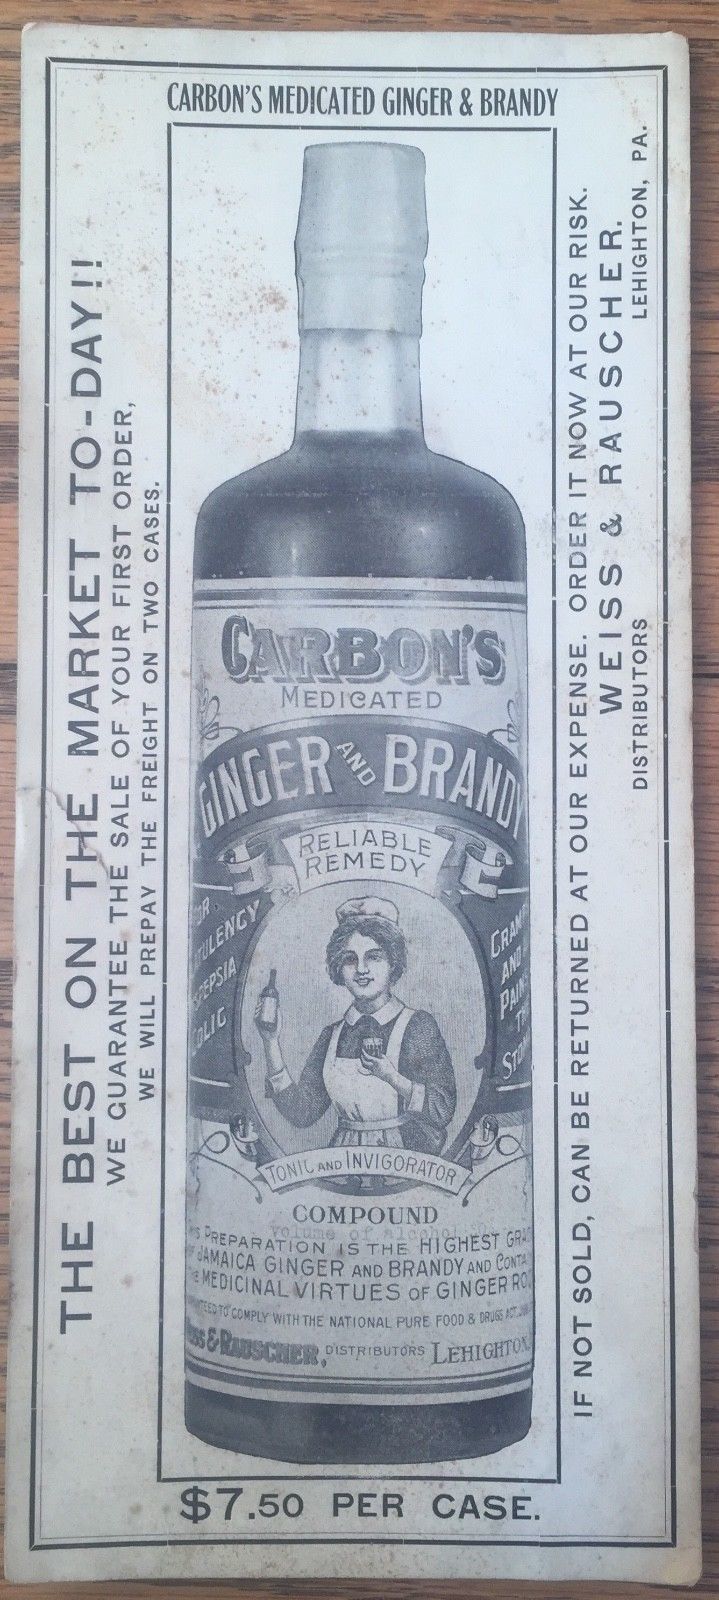 CARBON'S MEDICATED GINGER & BRANDY
THE BEST ON THE MARKET TO-DAY!!
WE GUARANTEE THE SALE OF YOUR FIRST ORDER,
WE WILL PREPAY THE FREIGHT ON TWO CASES.
CARBON'S
MEDICATED
GINGER AND BRANDY
RELIABLE
REMEDY
TONIC AND INVIGORATOR
COMPOUND
volume of alcohol
PREPARATION IS THE HIGHEST
JAMAICA GINGER AND BRANDY AND
MEDICINAL VIRTUES OF GINGER
TO COMPLY WITH THE NATIONAL PURE FOOD & DRUGS ACT
& RAUSCHER, DISTRIBUTORS LEHIGHTON
IF NOT SOLD, CAN BE RETURNED AT OUR EXPENSE. ORDER IT NOW AT OUR RISK.
WEISS & RAUSCHER.
DISTRIBUTORS LEHIGHTON, PA.
$7.50 PER CASE.